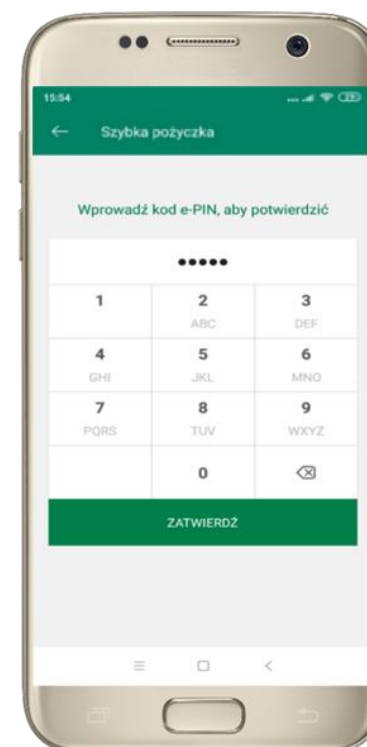 15:54
Szybka pożyczka
Wprowadź kod e-PIN, aby potwierdzić
1 2 3
ABC DEF
4 5 6
GHI JKL MNO
7 8 9
PQRS TUV WXYZ
0
ZATWIERDŹ